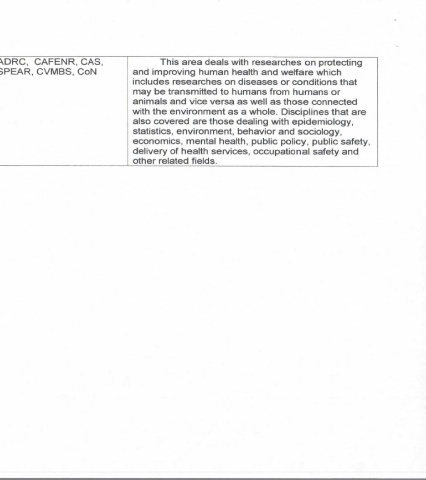 ADRC, CAFENR, CAS,
SPEAR, CVMBS, CoN
This area deals with researches on protecting
and improving human health and welfare which
includes researches on diseases or conditions that
may be transmitted to humans from humans or
animals and vice versa as well as those connected
with the environment as a whole. Disciplines that are
also covered are those dealing with epidemiology,
statistics, environment, behavior and sociology,
economics, mental health, public policy, public safety,
delivery of health services, occupational safety and
other related fields.